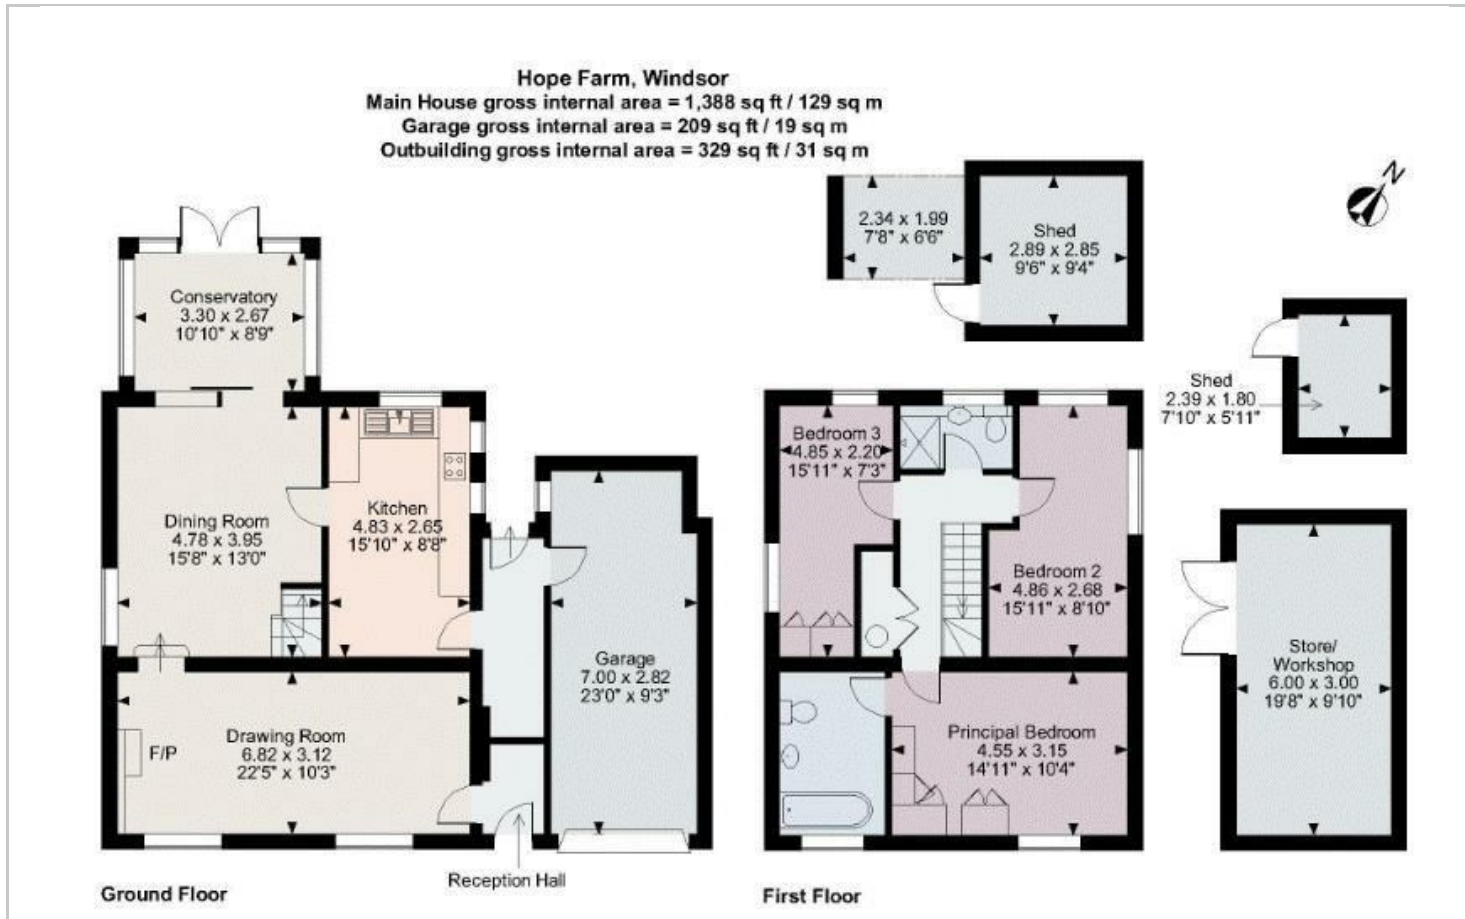 Hope Farm, Windsor
Main House gross internal area = 1,388 sq ft / 129 sq m
Garage gross internal area = 209 sq ft / 19 sq m
Outbuilding gross internal area = 329 sq ft / 31 sq m
N
2.34 x 1.99
7'8" x 6'6"
Shed
2.89 x 2.85
9'6" x 9'4"
Conservatory
3.30 x 2.67
10'10" x 8'9"
Shed
2.39 x 1.80
7'10" x 5'11"
Dining Room
4.78 x 3.95
15'8" x 13'0"
Kitchen
4.83 x 2.65
15'10" x 8'8"
Garage
7.00 x 2.82
23'0" x 9'3"
F/P
Drawing Room
6.82 x 3.12
22'5" x 10'3"
Reception Hall
Ground Floor
Bedroom 3
4.85 x 2.20
15'11" x 7'3"
Bedroom 2
4.86 x 2.68
15'11" x 8'10"
Principal Bedroom
4.55 x 3.15
14'11" x 10'4"
Store/
Workshop
6.00 x 3.00
19'8" x 9'10"
First Floor